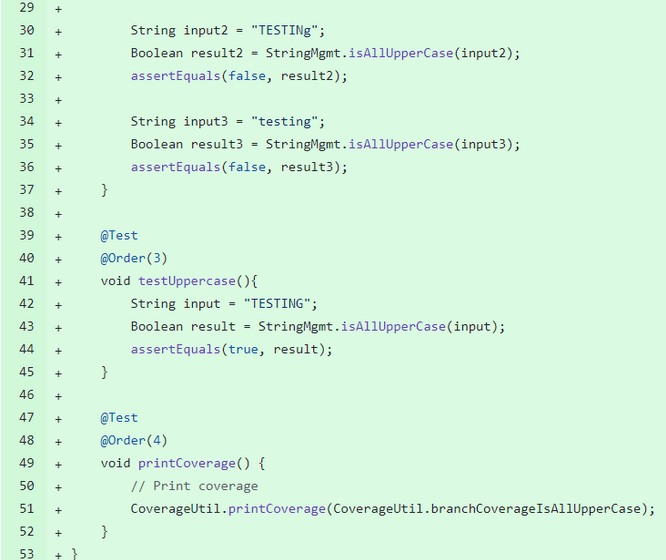 29 +
30 + String input2 = "TESTINg";
31 + Boolean result2 = StringMgmt.isAllUpperCase(input2);
32 + assertEquals(false, result2);
33 +
34 + String input3 = "testing";
35 + Boolean result3 = StringMgmt.isAllUpperCase(input3);
36 + assertEquals(false, result3);
37 + }
38 +
39 + @Test
40 + @Order(3)
41 + void testUppercase(){
42 + String input = "TESTING";
43 + Boolean result = StringMgmt.isAllUpperCase(input);
44 + assertEquals(true, result);
45 + }
46 +
47 + @Test
48 + @Order(4)
49 + void printCoverage() {
50 + // Print coverage
51 + CoverageUtil.printCoverage(CoverageUtil.branchCoverageIsAllUpperCase);
52 + }
53 + }